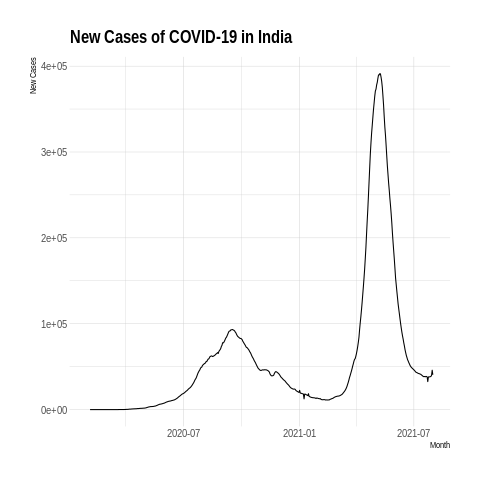 New Cases of COVID-19 in India
New Cases
4e+05
3e+05
2e+05
1e+05
0e+00
2020-07
2021-01
2021-07
Month